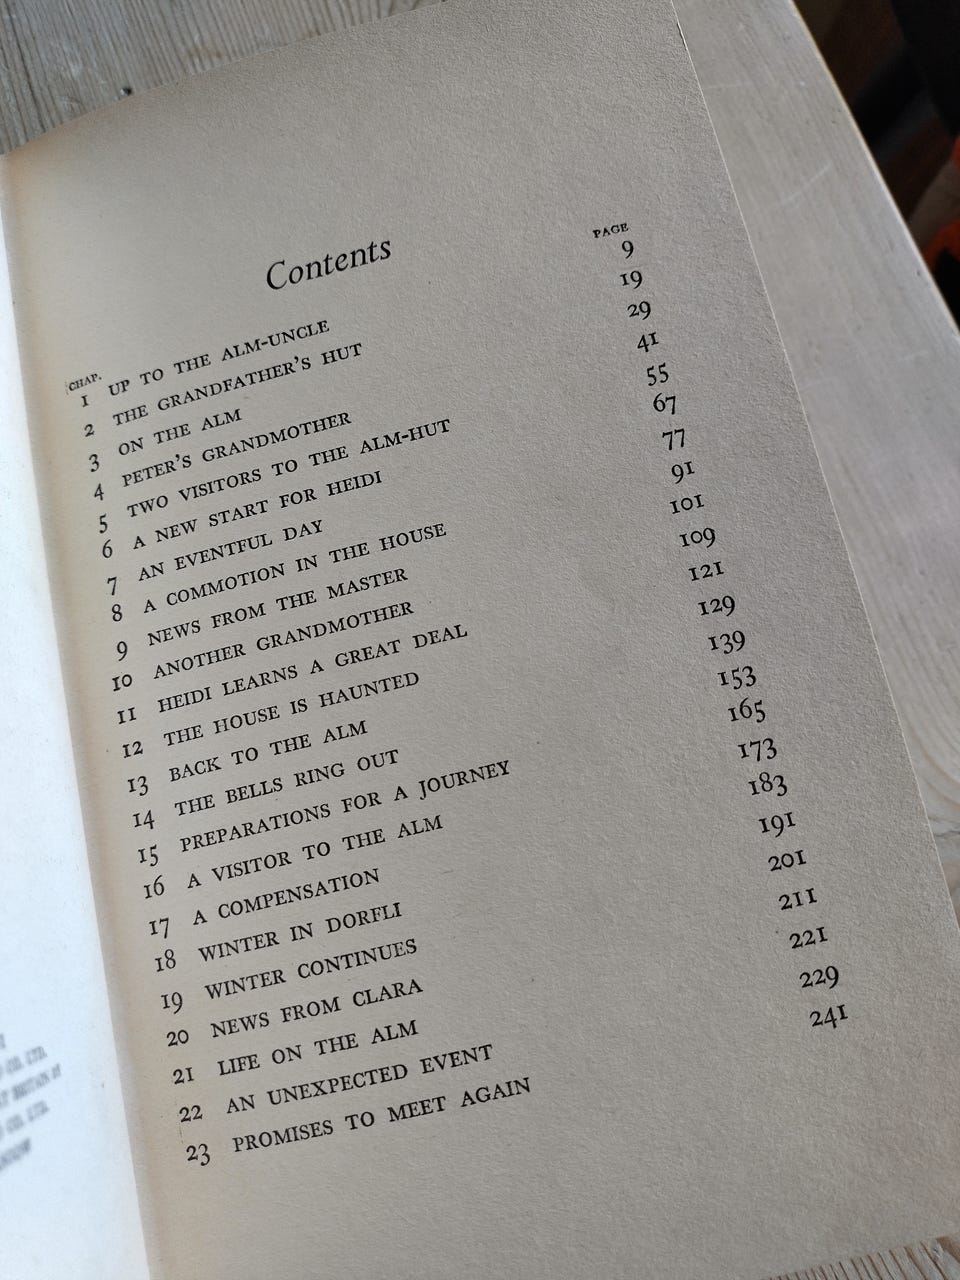 Contents
CHAP. PAGE
1 UP TO THE ALM-UNCLE 9
2 THE GRANDFATHER'S HUT 19
3 ON THE ALM 29
4 PETER'S GRANDMOTHER 41
5 TWO VISITORS TO THE ALM-HUT 55
6 A NEW START FOR HEIDI 67
7 AN EVENTFUL DAY 77
8 A COMMOTION IN THE HOUSE 91
9 NEWS FROM THE MASTER 101
10 ANOTHER GRANDMOTHER 109
11 HEIDI LEARNS A GREAT DEAL 121
12 THE HOUSE IS HAUNTED 129
13 BACK TO THE ALM 139
14 THE BELLS RING OUT 153
15 PREPARATIONS FOR A JOURNEY 165
16 A VISITOR TO THE ALM 173
17 A COMPENSATION 183
18 WINTER IN DORFLI 191
19 WINTER CONTINUES 201
20 NEWS FROM CLARA 211
21 LIFE ON THE ALM 221
22 AN UNEXPECTED EVENT 229
23 PROMISES TO MEET AGAIN 241
CO. LTD.
BRITAIN
CO. LTD.